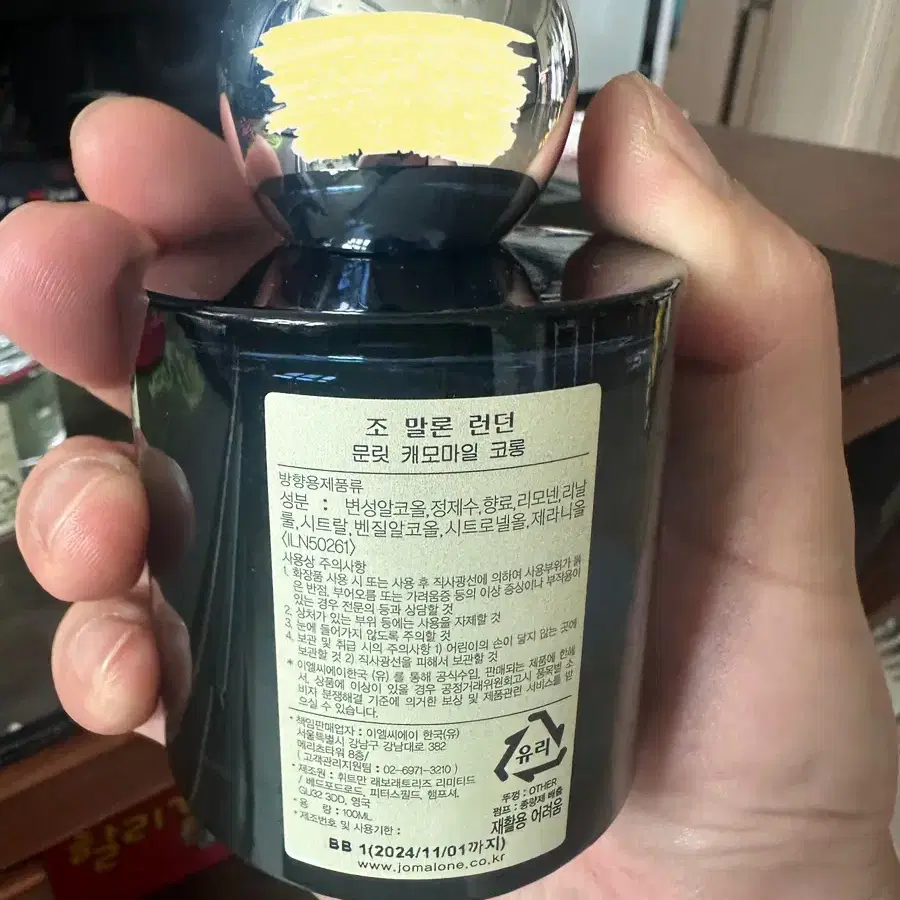 조 말론 런던
문릿 캐모마일 코롱
방향용제품류
성분 : 변성알코올,정제수,향료,리모넨,리날
룰,시트랄,벤질알코올,시트로넬올,제라니올
〈ILN50261〉
사용상 주의사항
1. 화장품 사용 시 또는 사용 후 직사광선에 의하여 사용부위가 붉
은 반점, 부어오름 또는 가려움증 등의 이상 증상이나 부작용이
있는 경우 전문의 등과 상담할 것
2. 상처가 있는 부위 등에는 사용을 자제할 것
3. 눈에 들어가지 않도록 주의할 것
4. 보관 및 취급 시의 주의사항 1) 어린이의 손이 닿지 않는 곳에
보관할 것 2) 직사광선을 피해서 보관할 것
* 이엘씨에이한국 (유) 를 통해 공식수입, 판매되는 제품에 한해
서, 상품에 이상이 있을 경우 공정거래위원회고시 품목별 소
비자 분쟁해결 기준에 의거한 보상 및 제품관련 서비스를 받
으실 수 있습니다.
* 책임판매업자 : 이엘씨에이 한국(유)
서울특별시 강남구 강남대로 382
메리츠타워 8층/
( 고객관리지원팀 : 02-6971-3210 )
* 제조원 : 휘트만 래보래토리즈 리미티드
/ 베드포드로드, 피터스필드, 햄프셔,
GU32 3DD, 영국
* 용 량 : 100ML
* 제조번호 및 사용기한 :
유리
뚜껑 : OTHER
펌프 : 종량제 배출
재활용 어려움
BB 1(2024/11/01까지)
www.jomalone.co.kr